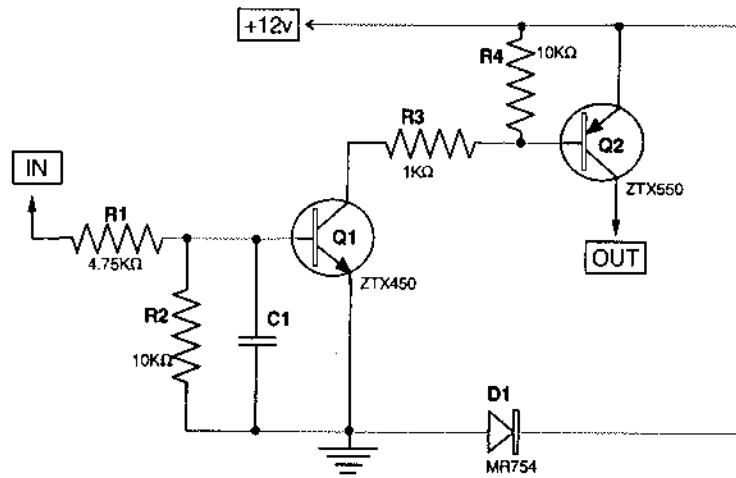 +12v
R4
10KΩ
R3
1KΩ
Q2
ZTX550
IN
R1
4.75KΩ
Q1
ZTX450
OUT
R2
10KΩ
C1
D1
MR754